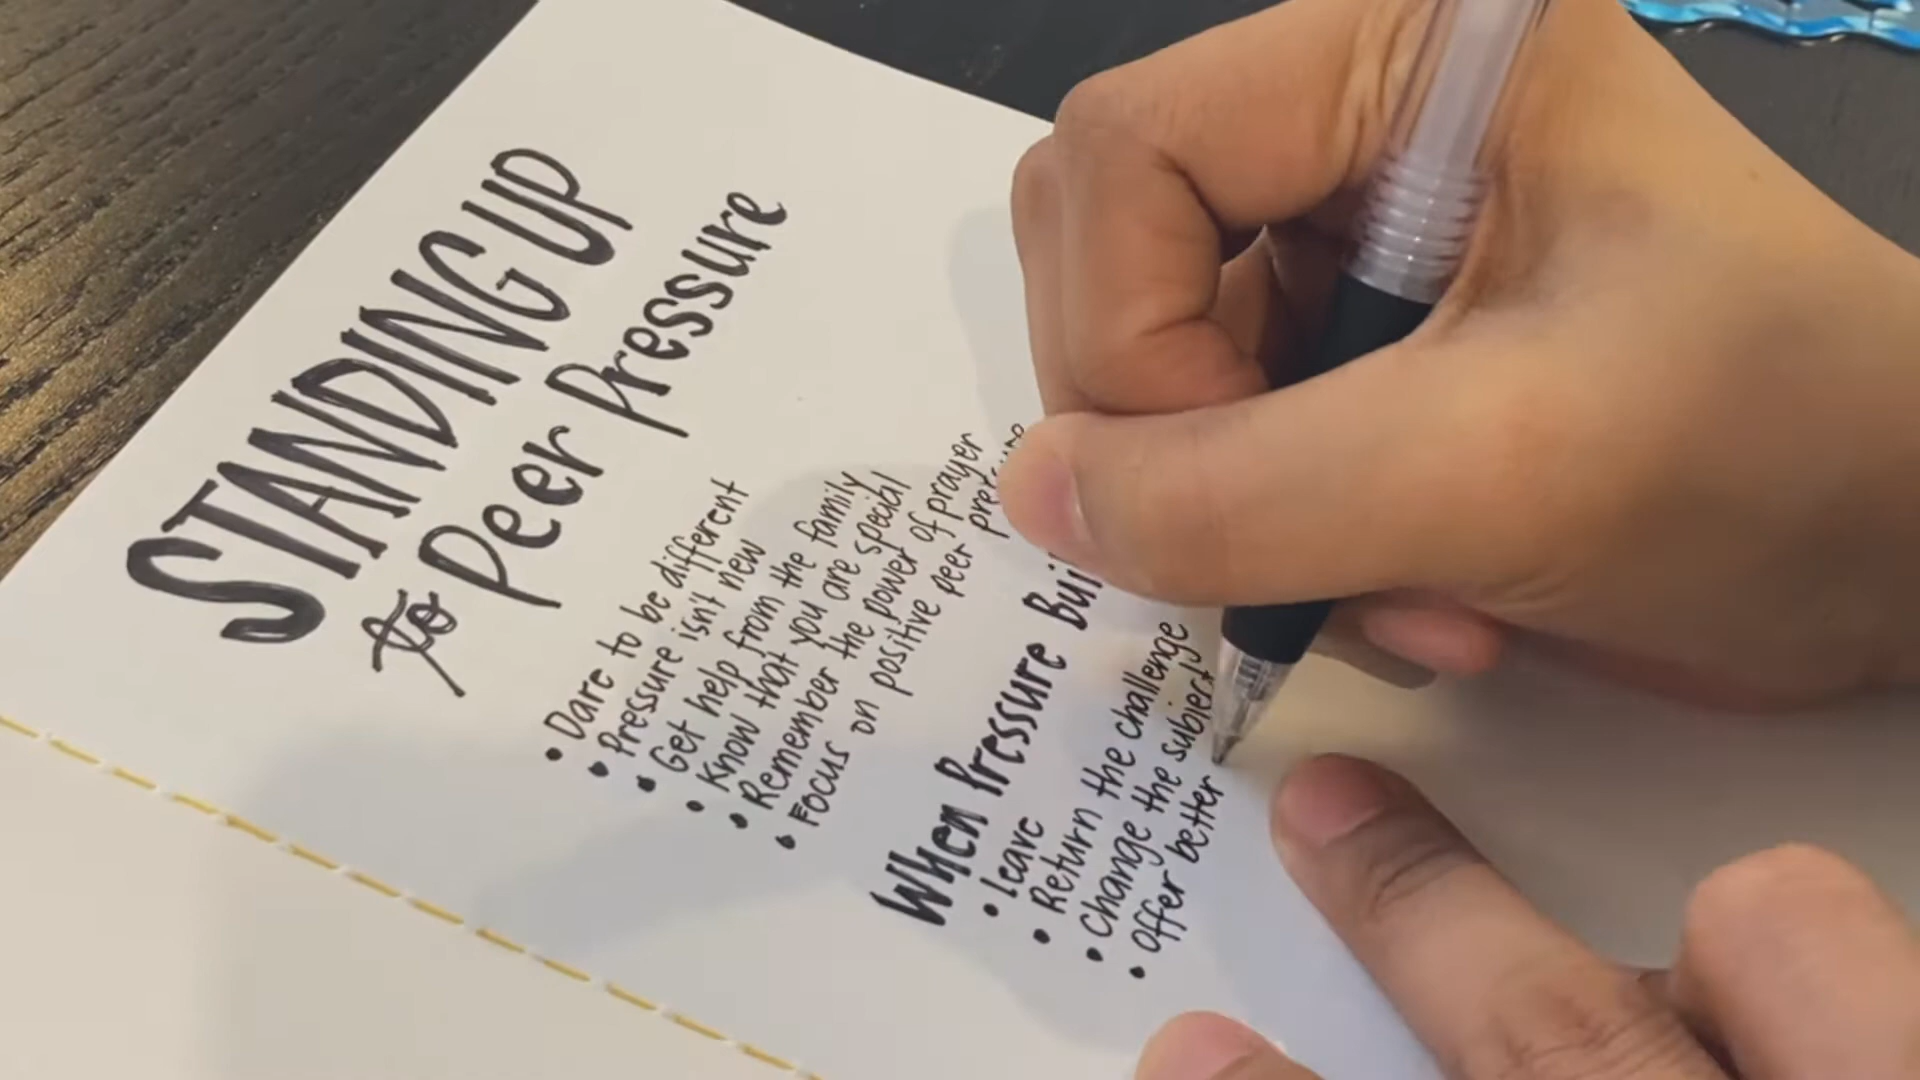 STANDING UP
to Peer Pressure
• Dare to be different
• Pressure isn't new
• Get help from the family
• Know that you are special
• Remember the power of prayer
• Focus on positive peer
When Pressure
• Leave
• Return the challenge
• Change the subject
• Offer better